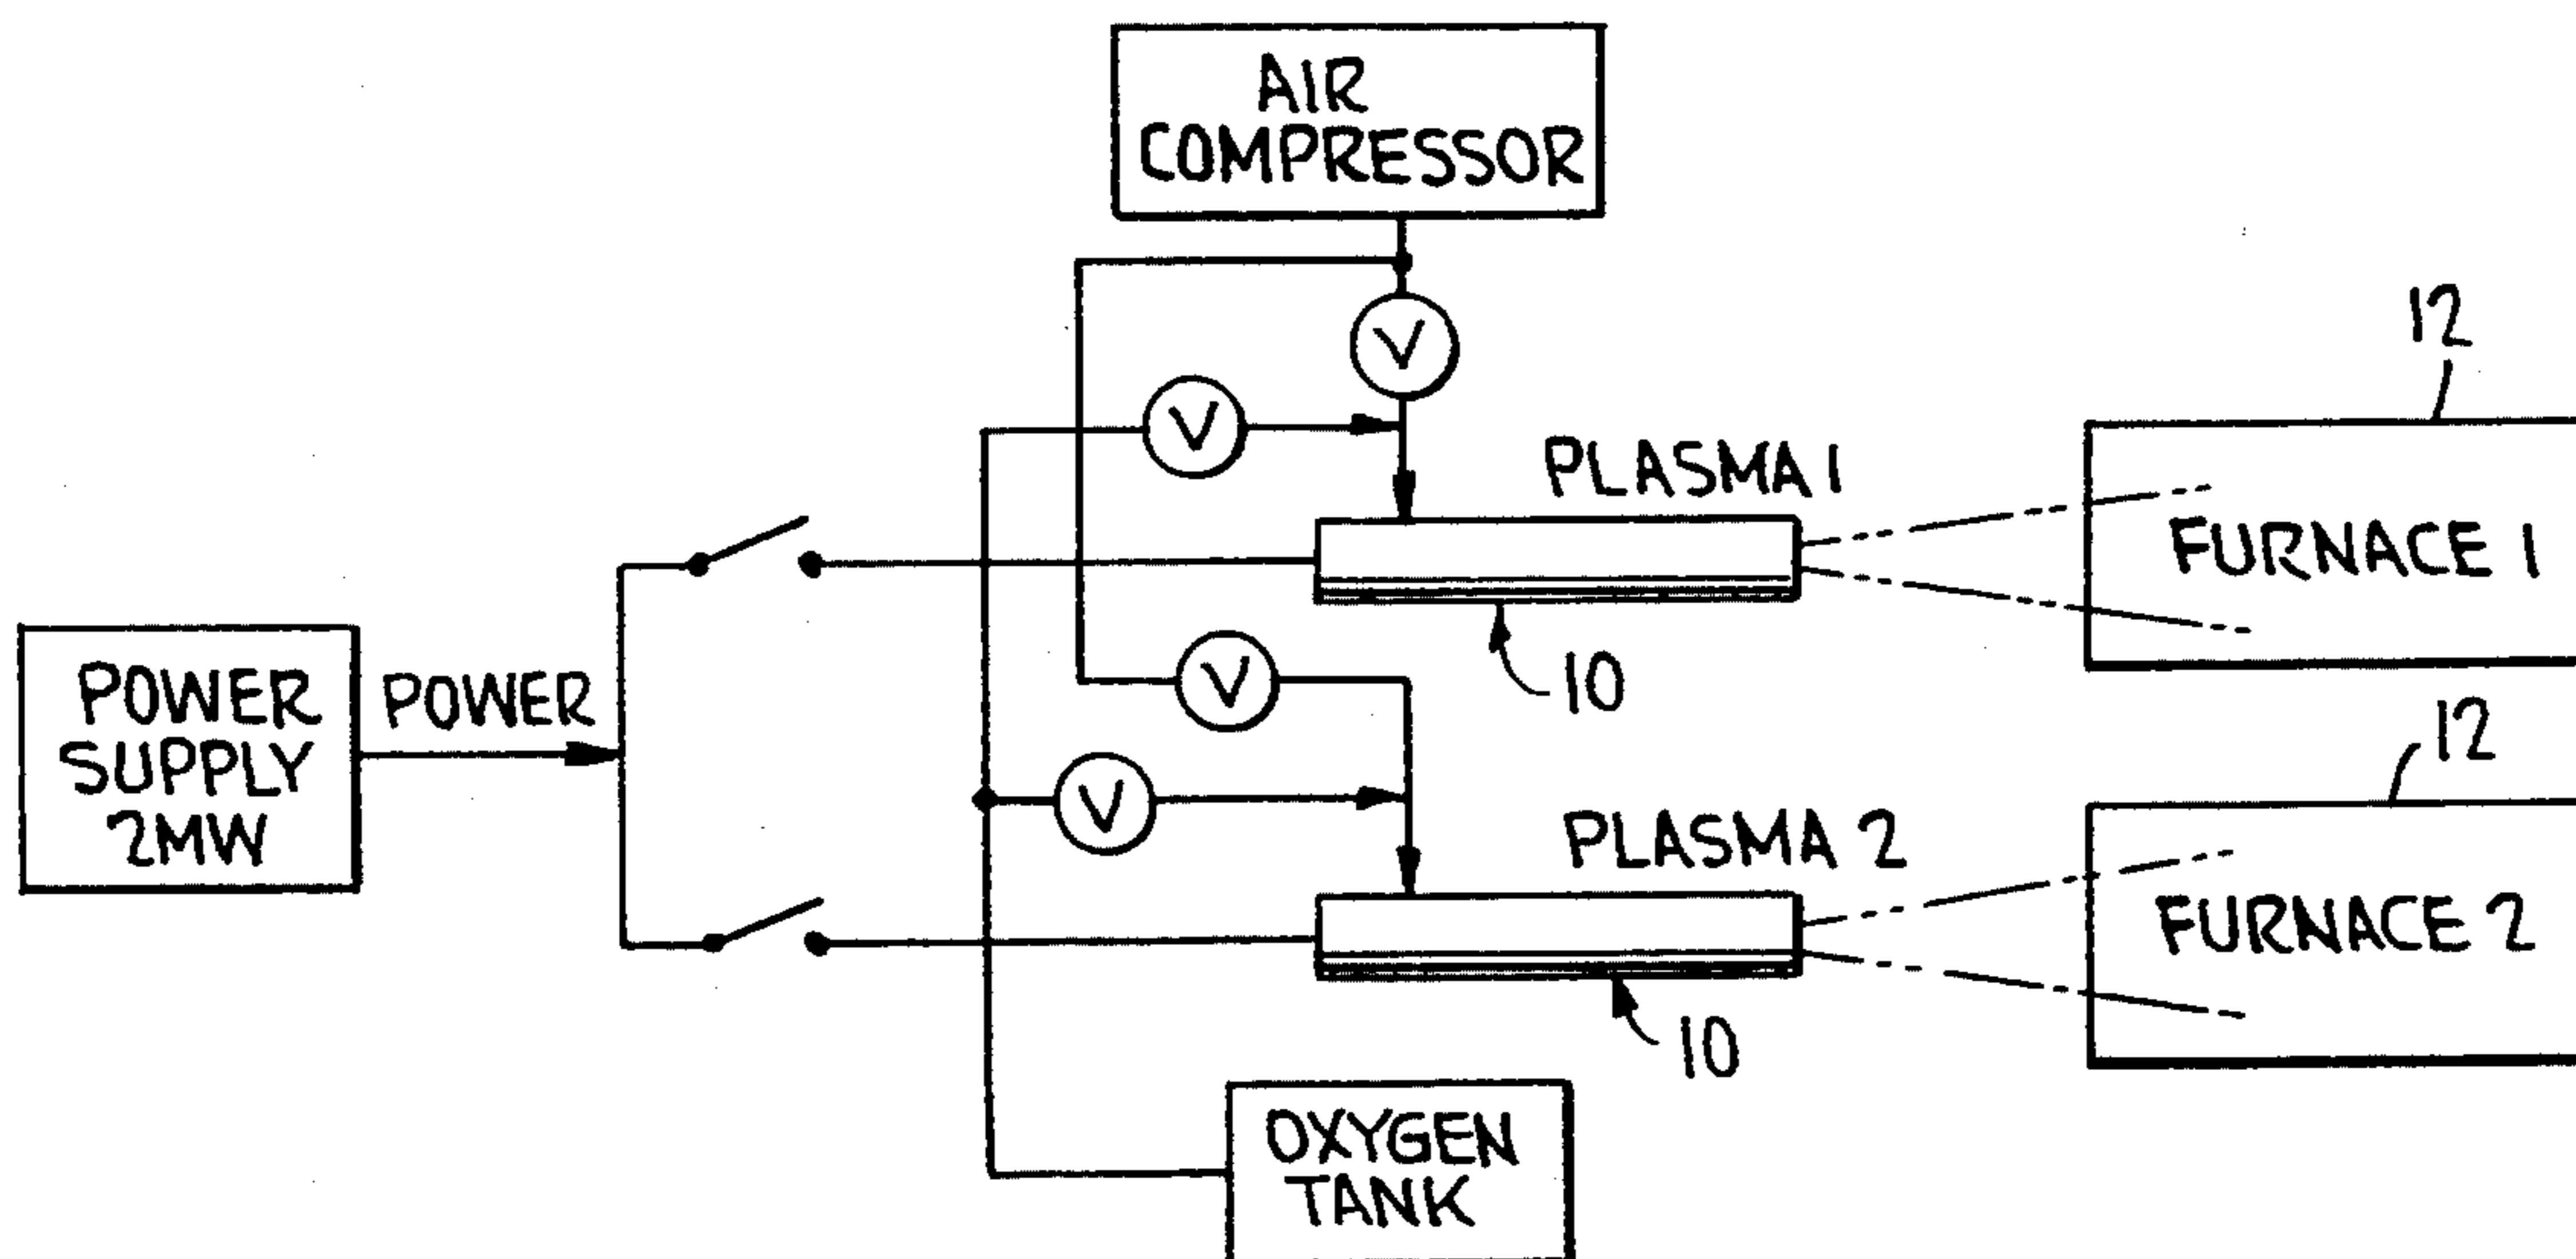 AIR
COMPRESSOR
V
12
V
PLASMA 1
FURNACE 1
10
POWER
SUPPLY
2MW
POWER
V
12
V
PLASMA 2
FURNACE 2
10
OXYGEN
TANK